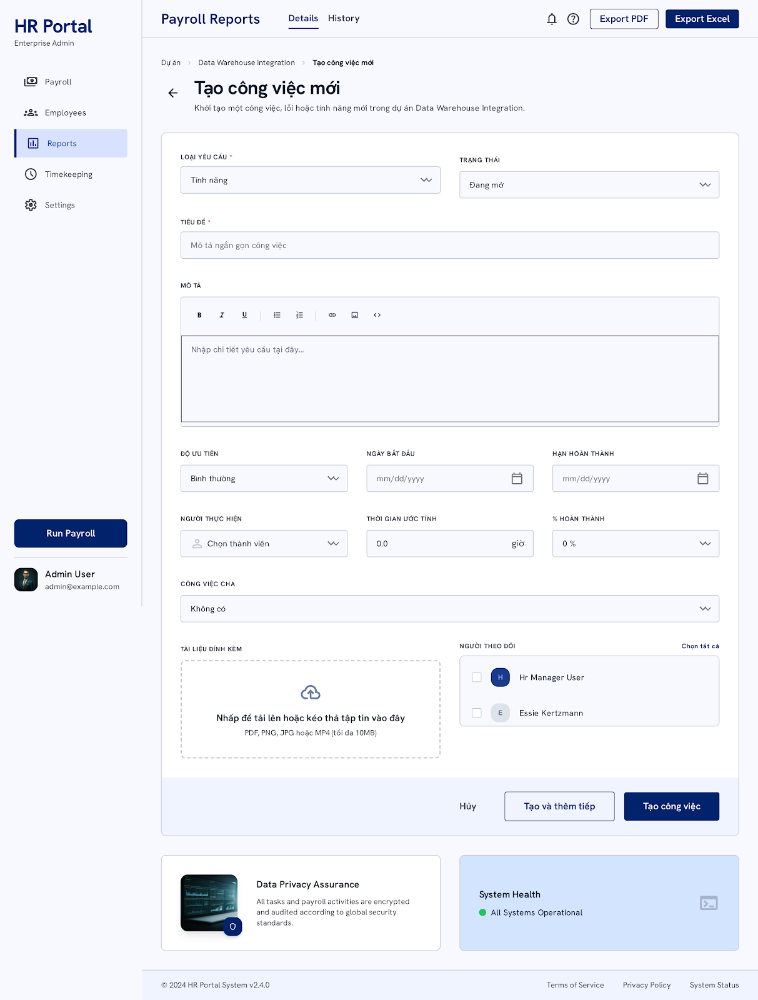 HR Portal
Enterprise Admin
Payroll
Employees
Reports
Timekeeping
Settings
Run Payroll
Admin User
admin@example.com
Payroll Reports
Details
History
Export PDF
Export Excel
Dự án
Data Warehouse Integration
Tạo công việc mới
Tạo công việc mới
Khởi tạo một công việc, lỗi hoặc tính năng mới trong dự án Data Warehouse Integration.
LOẠI YÊU CẦU *
Tính năng
TRẠNG THÁI
Đang mở
TIÊU ĐỀ *
Mô tả ngắn gọn công việc
MÔ TẢ
B I U
Nhập chi tiết yêu cầu tại đây...
ĐỘ ƯU TIÊN
Bình thường
NGÀY BẮT ĐẦU
mm/dd/yyyy
HẠN HOÀN THÀNH
mm/dd/yyyy
NGƯỜI THỰC HIỆN
Chọn thành viên
THỜI GIAN ƯỚC TÍNH
0.0 giờ
% HOÀN THÀNH
0 %
CÔNG VIỆC CHA
Không có
TÀI LIỆU ĐÍNH KÈM
Nhấp để tải lên hoặc kéo thả tập tin vào đây
PDF, PNG, JPG hoặc MP4 (tối đa 10MB)
NGƯỜI THEO DÕI
Chọn tất cả
H Hr Manager User
E Essie Kertzmann
Hủy
Tạo và thêm tiếp
Tạo công việc
Data Privacy Assurance
All tasks and payroll activities are encrypted
and audited according to global security
standards.
System Health
All Systems Operational
© 2024 HR Portal System v2.4.0
Terms of Service
Privacy Policy
System Status